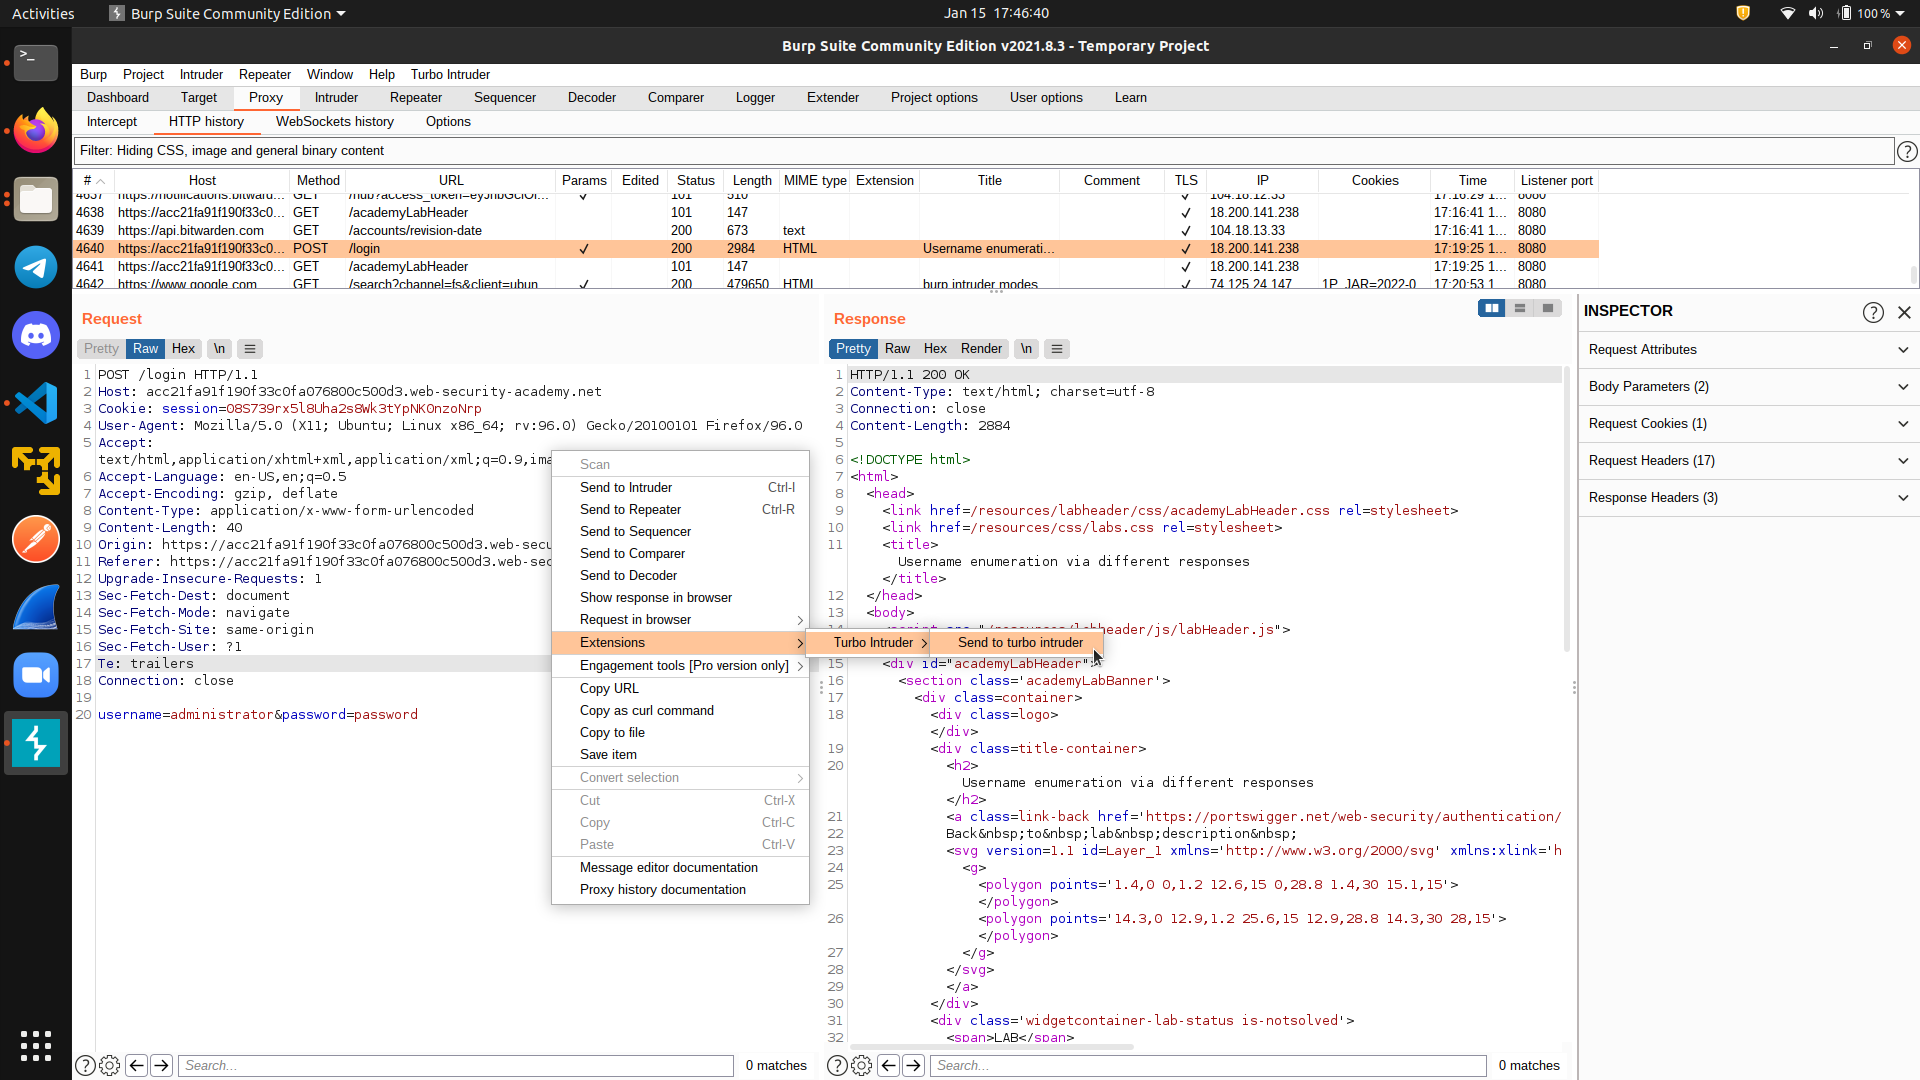 Activities
Burp Suite Community Edition
Jan 15 17:46:40
100 %
Burp Suite Community Edition v2021.8.3 - Temporary Project
Burp Project Intruder Repeater Window Help Turbo Intruder
Dashboard Target Proxy Intruder Repeater Sequencer Decoder Comparer Logger Extender Project options User options Learn
Intercept HTTP history WebSockets history Options
Filter: Hiding CSS, image and general binary content
# Host Method URL Params Edited Status Length MIME type Extension Title Comment TLS IP Cookies Time Listener port
4637 https://notifications.bitward... GET /hub?access_token=eyJhbGciOi... ✓ 101 510 ✓ 104.18.12.33 17:16:29 1... 8080
4638 https://acc21fa91f190f33c0... GET /academyLabHeader 101 147 ✓ 18.200.141.238 17:16:41 1... 8080
4639 https://api.bitwarden.com GET /accounts/revision-date 200 673 text ✓ 104.18.13.33 17:16:41 1... 8080
4640 https://acc21fa91f190f33c0... POST /login ✓ 200 2984 HTML Username enumerati... ✓ 18.200.141.238 17:19:25 1... 8080
4641 https://acc21fa91f190f33c0... GET /academyLabHeader 101 147 ✓ 18.200.141.238 17:19:25 1... 8080
4642 https://www.google.com GET /search?channel=fs&client=ubun ✓ 200 479650 HTML burp intruder modes ✓ 74.125.24.147 1P_JAR=2022-0 17:20:53 1... 8080
Request
Pretty Raw Hex \n
1 POST /login HTTP/1.1
2 Host: acc21fa91f190f33c0fa076800c500d3.web-security-academy.net
3 Cookie: session=08S739rx5l8Uha2s8Wk3tYpNKOnzoNrp
4 User-Agent: Mozilla/5.0 (X11; Ubuntu; Linux x86_64; rv:96.0) Gecko/20100101 Firefox/96.0
5 Accept:
text/html,application/xhtml+xml,application/xml;q=0.9,ima
6 Accept-Language: en-US,en;q=0.5
7 Accept-Encoding: gzip, deflate
8 Content-Type: application/x-www-form-urlencoded
9 Content-Length: 40
10 Origin: https://acc21fa91f190f33c0fa076800c500d3.web-secu
11 Referer: https://acc21fa91f190f33c0fa076800c500d3.web-sec
12 Upgrade-Insecure-Requests: 1
13 Sec-Fetch-Dest: document
14 Sec-Fetch-Mode: navigate
15 Sec-Fetch-Site: same-origin
16 Sec-Fetch-User: ?1
17 Te: trailers
18 Connection: close
19
20 username=administrator&password=password
Scan
Send to Intruder Ctrl-I
Send to Repeater Ctrl-R
Send to Sequencer
Send to Comparer
Send to Decoder
Show response in browser
Request in browser
Extensions
Turbo Intruder
Send to turbo intruder
Engagement tools [Pro version only]
Copy URL
Copy as curl command
Copy to file
Save item
Convert selection
Cut Ctrl-X
Copy Ctrl-C
Paste Ctrl-V
Message editor documentation
Proxy history documentation
Search...
0 matches
Response
Pretty Raw Hex Render \n
1 HTTP/1.1 200 OK
2 Content-Type: text/html; charset=utf-8
3 Connection: close
4 Content-Length: 2884
5
6 <!DOCTYPE html>
7 <html>
8 <head>
9 <link href=/resources/labheader/css/academyLabHeader.css rel=stylesheet>
10 <link href=/resources/css/labs.css rel=stylesheet>
11 <title>
Username enumeration via different responses
</title>
12 </head>
13 <body>
14 <script src="/resources/labheader/js/labHeader.js">
15 <div id="academyLabHeader">
16 <section class='academyLabBanner'>
17 <div class=container>
18 <div class=logo>
</div>
19 <div class=title-container>
20 <h2>
Username enumeration via different responses
</h2>
21 <a class=link-back href='https://portswigger.net/web-security/authentication/
22 Back&nbsp;to&nbsp;lab&nbsp;description&nbsp;
23 <svg version=1.1 id=Layer_1 xmlns='http://www.w3.org/2000/svg' xmlns:xlink='h
24 <g>
25 <polygon points='1.4,0 0,1.2 12.6,15 0,28.8 1.4,30 15.1,15'>
</polygon>
26 <polygon points='14.3,0 12.9,1.2 25.6,15 12.9,28.8 14.3,30 28,15'>
</polygon>
27 </g>
28 </svg>
29 </a>
30 </div>
31 <div class='widgetcontainer-lab-status is-notsolved'>
32 <span>LAB</span>
Search...
0 matches
INSPECTOR
Request Attributes
Body Parameters (2)
Request Cookies (1)
Request Headers (17)
Response Headers (3)